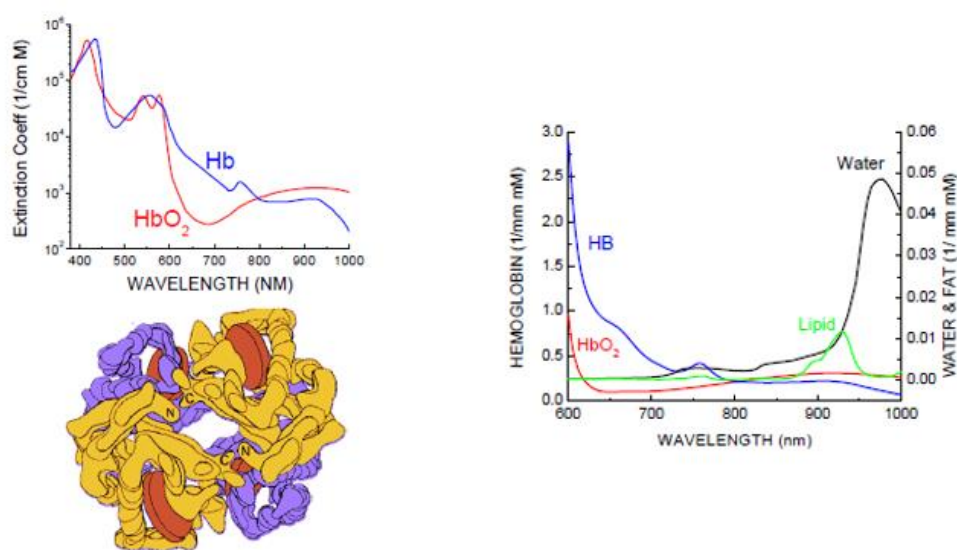 10⁶
10⁵
10⁴
10³
10²
Extinction Coeff (1/cm M)
Hb
HbO₂
400 500 600 700 800 900 1000
WAVELENGTH (NM)
N C
C N
3.0
2.5
2.0
1.5
1.0
0.5
0.0
HEMOGLOBIN (1/mm mM)
HB
HbO₂
Lipid
Water
0.06
0.05
0.04
0.03
0.02
0.01
0.00
WATER & FAT (1/ mm mM)
600 700 800 900 1000
WAVELENGTH (nm)